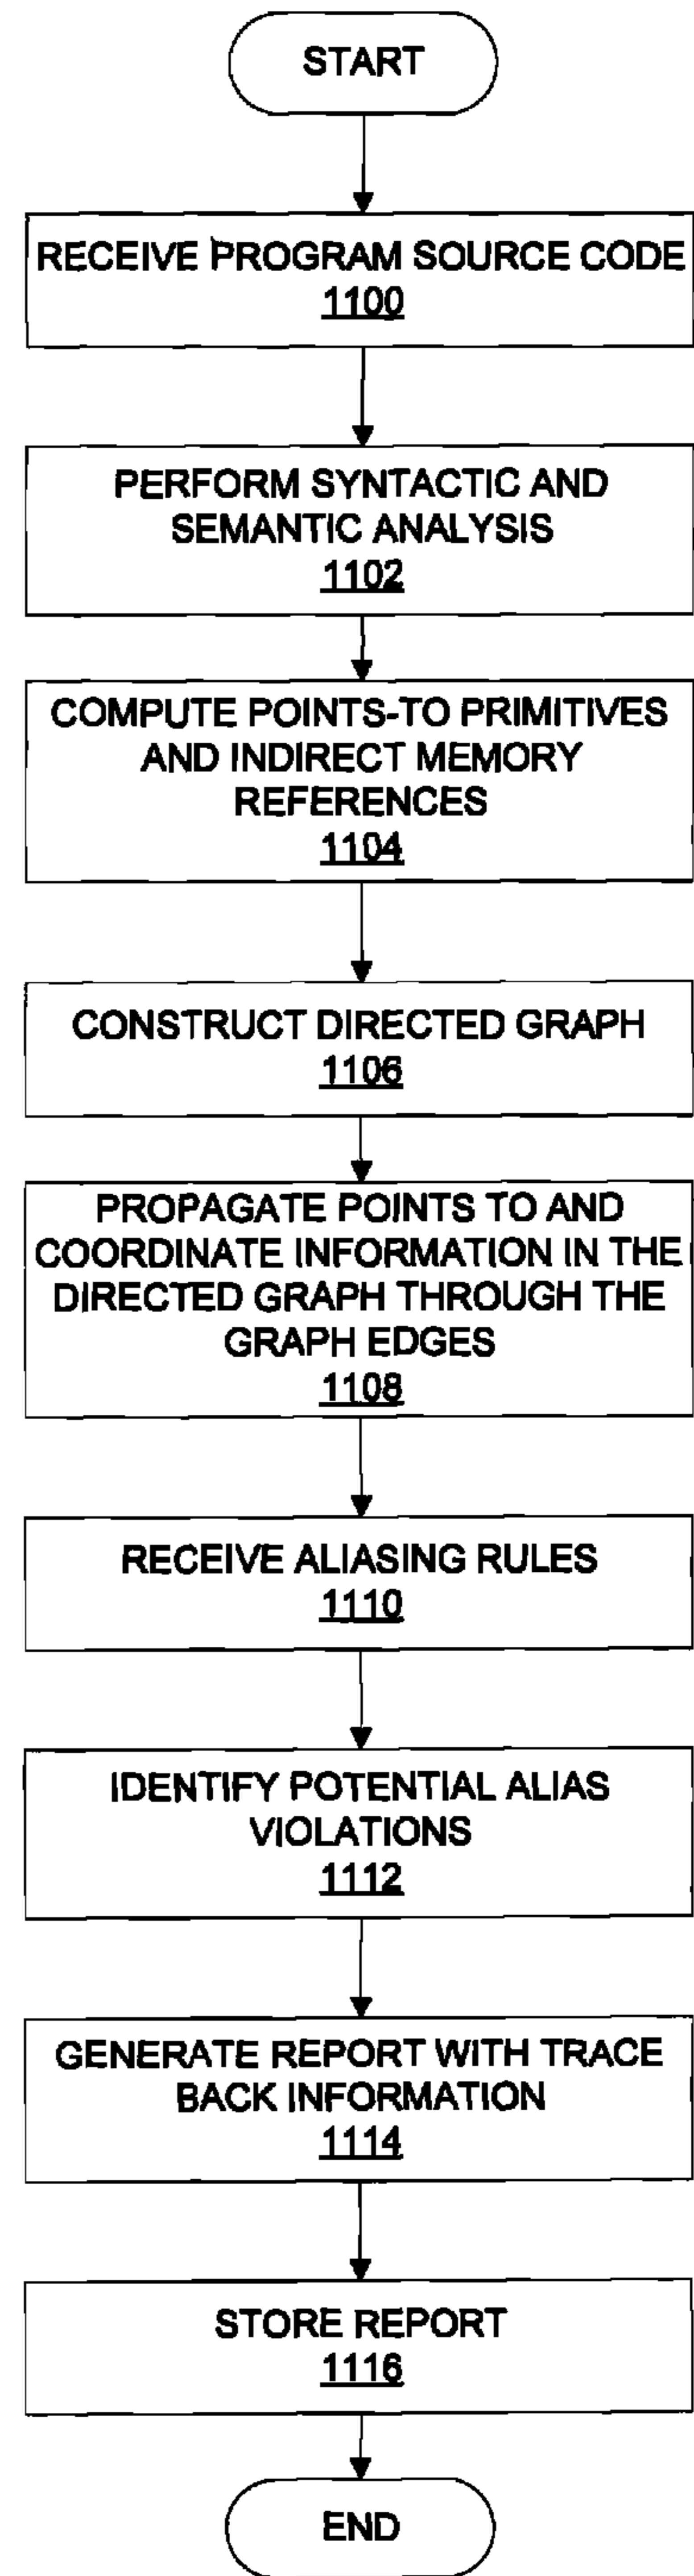 START
RECEIVE PROGRAM SOURCE CODE
1100
PERFORM SYNTACTIC AND
SEMANTIC ANALYSIS
1102
COMPUTE POINTS-TO PRIMITIVES
AND INDIRECT MEMORY
REFERENCES
1104
CONSTRUCT DIRECTED GRAPH
1106
PROPAGATE POINTS TO AND
COORDINATE INFORMATION IN THE
DIRECTED GRAPH THROUGH THE
GRAPH EDGES
1108
RECEIVE ALIASING RULES
1110
IDENTIFY POTENTIAL ALIAS
VIOLATIONS
1112
GENERATE REPORT WITH TRACE
BACK INFORMATION
1114
STORE REPORT
1116
END